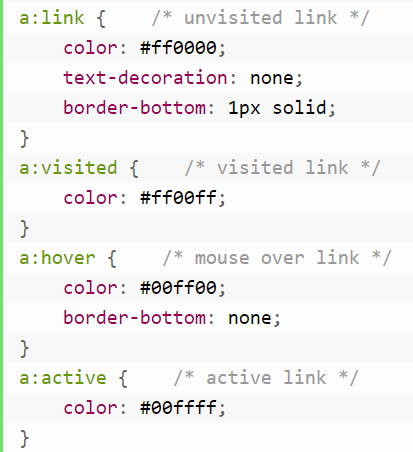 a:link {    /* unvisited link */
    color: #ff0000;
    text-decoration: none;
    border-bottom: 1px solid;
}
a:visited {    /* visited link */
    color: #ff00ff;
}
a:hover {    /* mouse over link */
    color: #00ff00;
    border-bottom: none;
}
a:active {    /* active link */
    color: #00ffff;
}